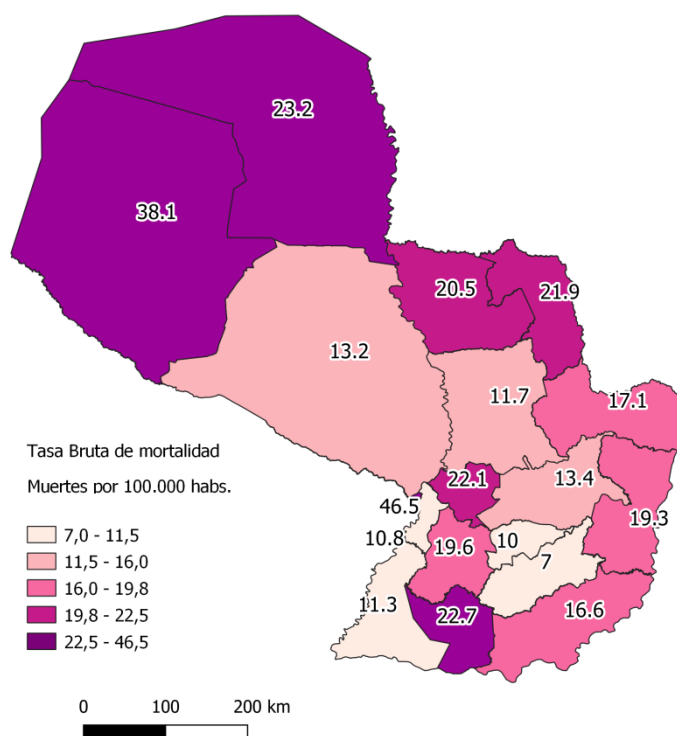 23.2
38.1
20.5
21.9
13.2
11.7
17.1
Tasa Bruta de mortalidad
Muertes por 100.000 habs.
22.1
13.4
46.5
19.3
10.8
19.6
10
7
11.3
22.7
16.6
7,0 - 11,5
11,5 - 16,0
16,0 - 19,8
19,8 - 22,5
22,5 - 46,5
0 100 200 km